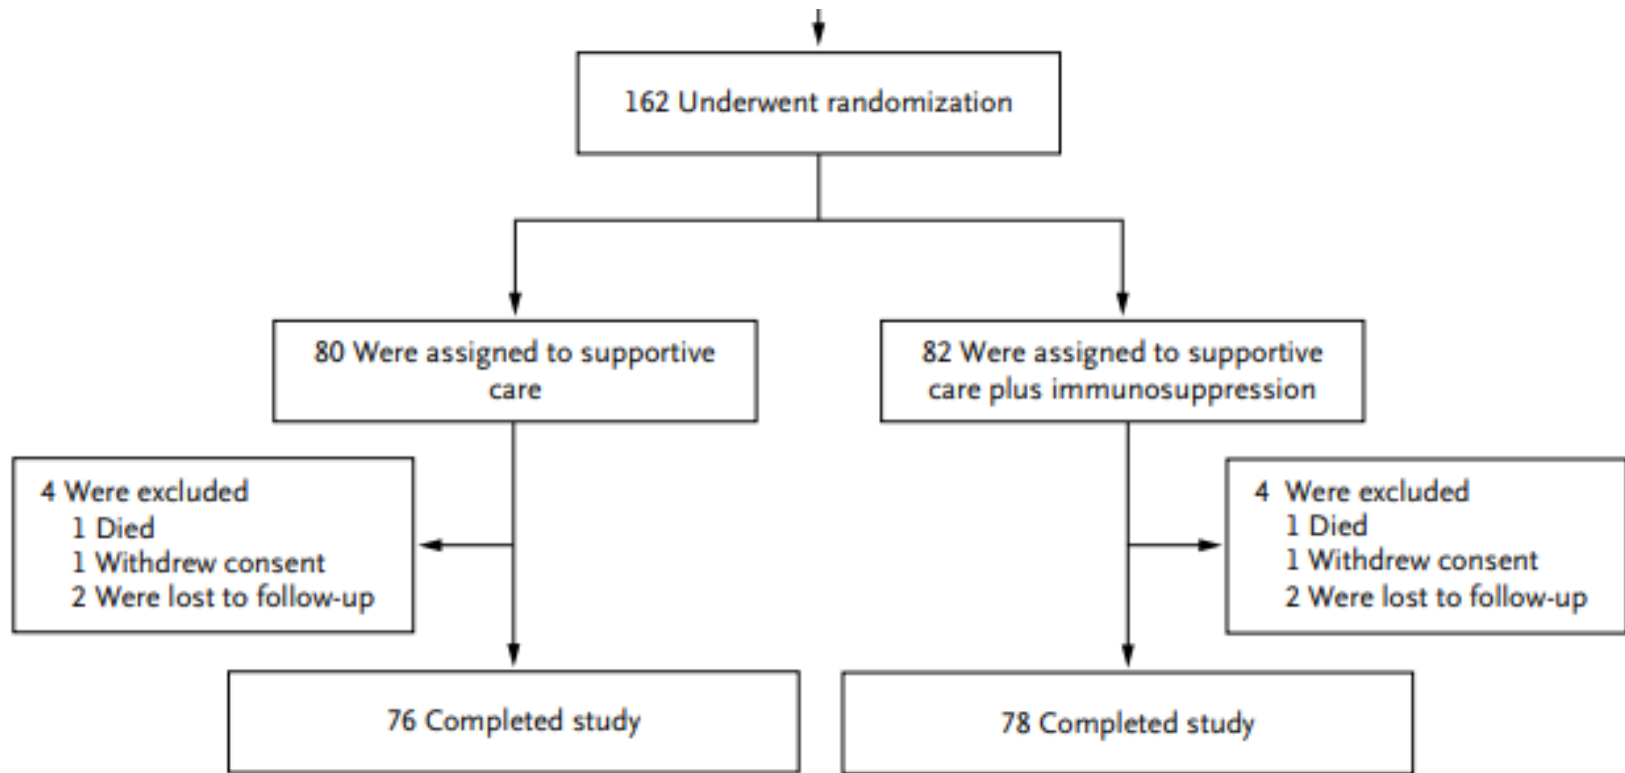 162 Underwent randomization
80 Were assigned to supportive
care
82 Were assigned to supportive
care plus immunosuppression
4 Were excluded
1 Died
1 Withdrew consent
2 Were lost to follow-up
4 Were excluded
1 Died
1 Withdrew consent
2 Were lost to follow-up
76 Completed study
78 Completed study